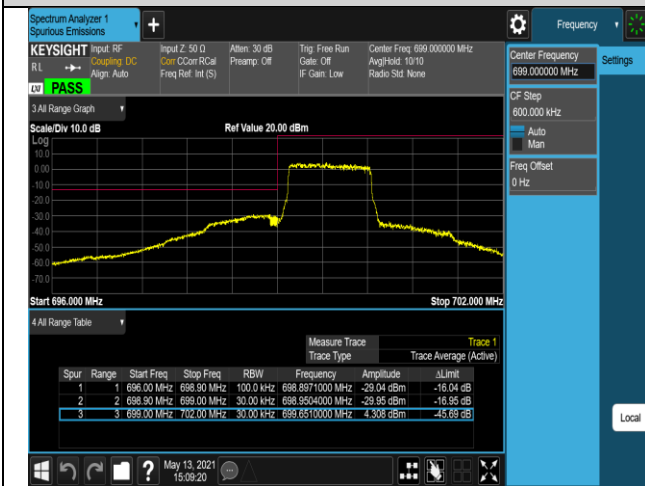 Spectrum Analyzer 1
Spurious Emissions
+
Frequency
KEYSIGHT Input: RF Input Z: 50 Ω Atten: 30 dB Trig: Free Run Center Freq: 699.000000 MHz
RL Coupling: DC Corr CCorr RCal Preamp: Off Gate: Off Avg|Hold: 10/10
Align: Auto Freq Ref: Int (S) IF Gain: Low Radio Std: None
LXI PASS
Center Frequency
699.000000 MHz
Settings
CF Step
600.000 kHz
Auto
Man
Freq Offset
0 Hz
3 All Range Graph
Scale/Div 10.0 dB Ref Value 20.00 dBm
Log
10.0
0.00
-10.0
-20.0
-30.0
-40.0
-50.0
-60.0
-70.0
Start 696.000 MHz Stop 702.000 MHz
4 All Range Table
Measure Trace Trace 1
Trace Type Trace Average (Active)
Spur Range Start Freq Stop Freq RBW Frequency Amplitude ΔLimit
1 1 696.00 MHz 698.90 MHz 100.0 kHz 698.8971000 MHz -29.04 dBm -16.04 dB
2 2 698.90 MHz 699.00 MHz 30.00 kHz 698.9504000 MHz -29.95 dBm -16.95 dB
3 3 699.00 MHz 702.00 MHz 30.00 kHz 699.6510000 MHz 4.308 dBm -45.69 dB
Local
? May 13, 2021
15:09:20